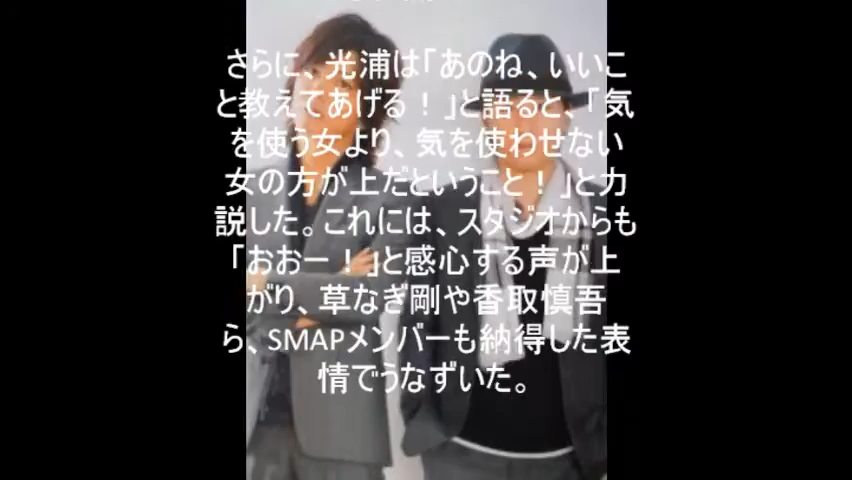 さらに、光浦は「あのね、いいこ
と教えてあげる！」と語ると、「気
を使う女より、気を使わせない
女の方が上だということ！」と力
説した。これには、スタジオからも
「おおー！」と感心する声が上
がり、草なぎ剛や香取慎吾
ら、SMAPメンバーも納得した表
情でうなずいた。